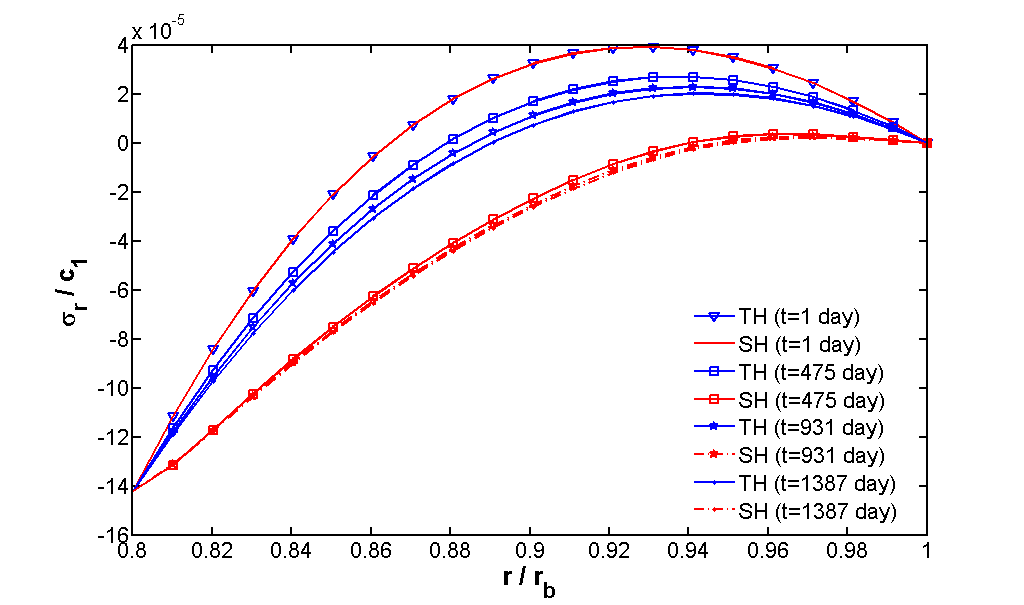 x 10-5
4
2
0
-2
-4
-6
-8
-10
-12
-14
-16
σr / c1
0.8 0.82 0.84 0.86 0.88 0.9 0.92 0.94 0.96 0.98 1
r / rb
TH (t=1 day)
SH (t=1 day)
TH (t=475 day)
SH (t=475 day)
TH (t=931 day)
SH (t=931 day)
TH (t=1387 day)
SH (t=1387 day)